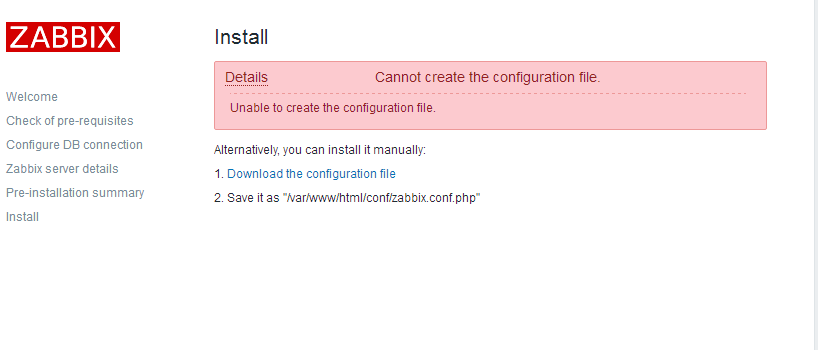 ZABBIX
Welcome
Check of pre-requisites
Configure DB connection
Zabbix server details
Pre-installation summary
Install
Install
Details Cannot create the configuration file.
Unable to create the configuration file.
Alternatively, you can install it manually:
1. Download the configuration file
2. Save it as "/var/www/html/conf/zabbix.conf.php"